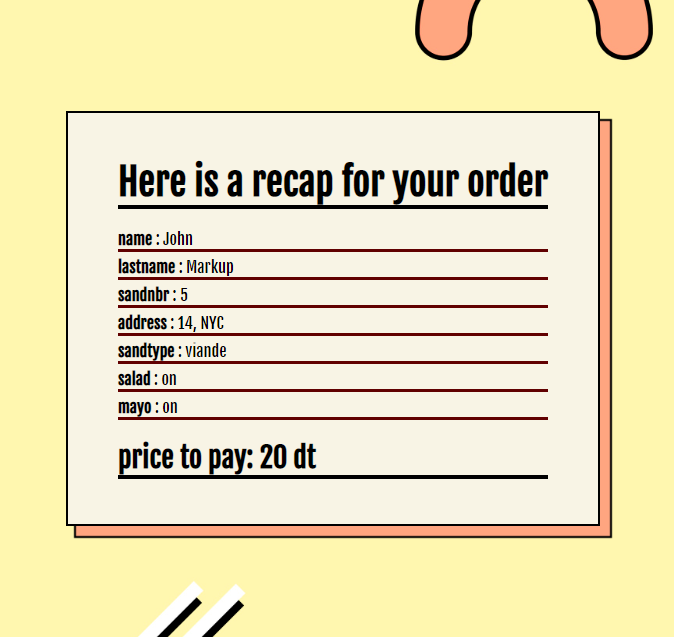 Here is a recap for your order
name : John
lastname : Markup
sandnbr : 5
address : 14, NYC
sandtype : viande
salad : on
mayo : on
price to pay: 20 dt